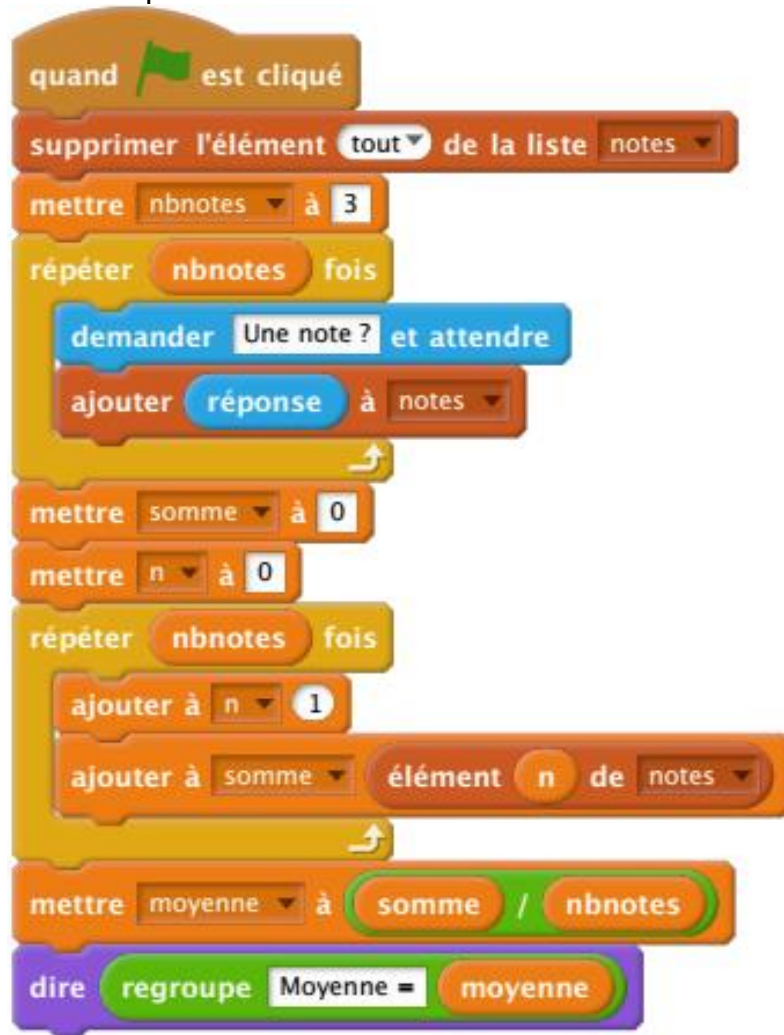 quand est cliqué
supprimer l'élément tout de la liste notes
mettre nbnotes à 3
répéter nbnotes fois
demander Une note ? et attendre
ajouter réponse à notes
mettre somme à 0
mettre n à 0
répéter nbnotes fois
ajouter à n 1
ajouter à somme élément n de notes
mettre moyenne à somme / nbnotes
dire regroupe Moyenne = moyenne